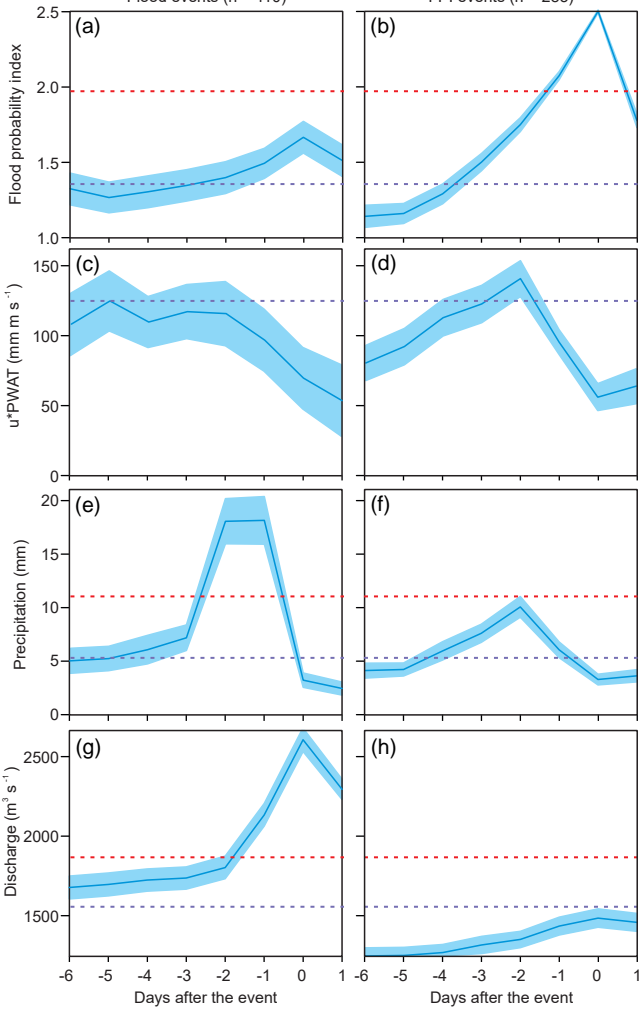 (a)
(b)
2.5
2.0
1.5
1.0
Flood probability index
(c)
(d)
150
100
50
0
u*PWAT (mm m s⁻¹)
(e)
(f)
20
15
10
5
0
Precipitation (mm)
(g)
(h)
2500
2000
1500
Discharge (m³ s⁻¹)
-6 -5 -4 -3 -2 -1 0 1
-6 -5 -4 -3 -2 -1 0 1
Days after the event
Days after the event